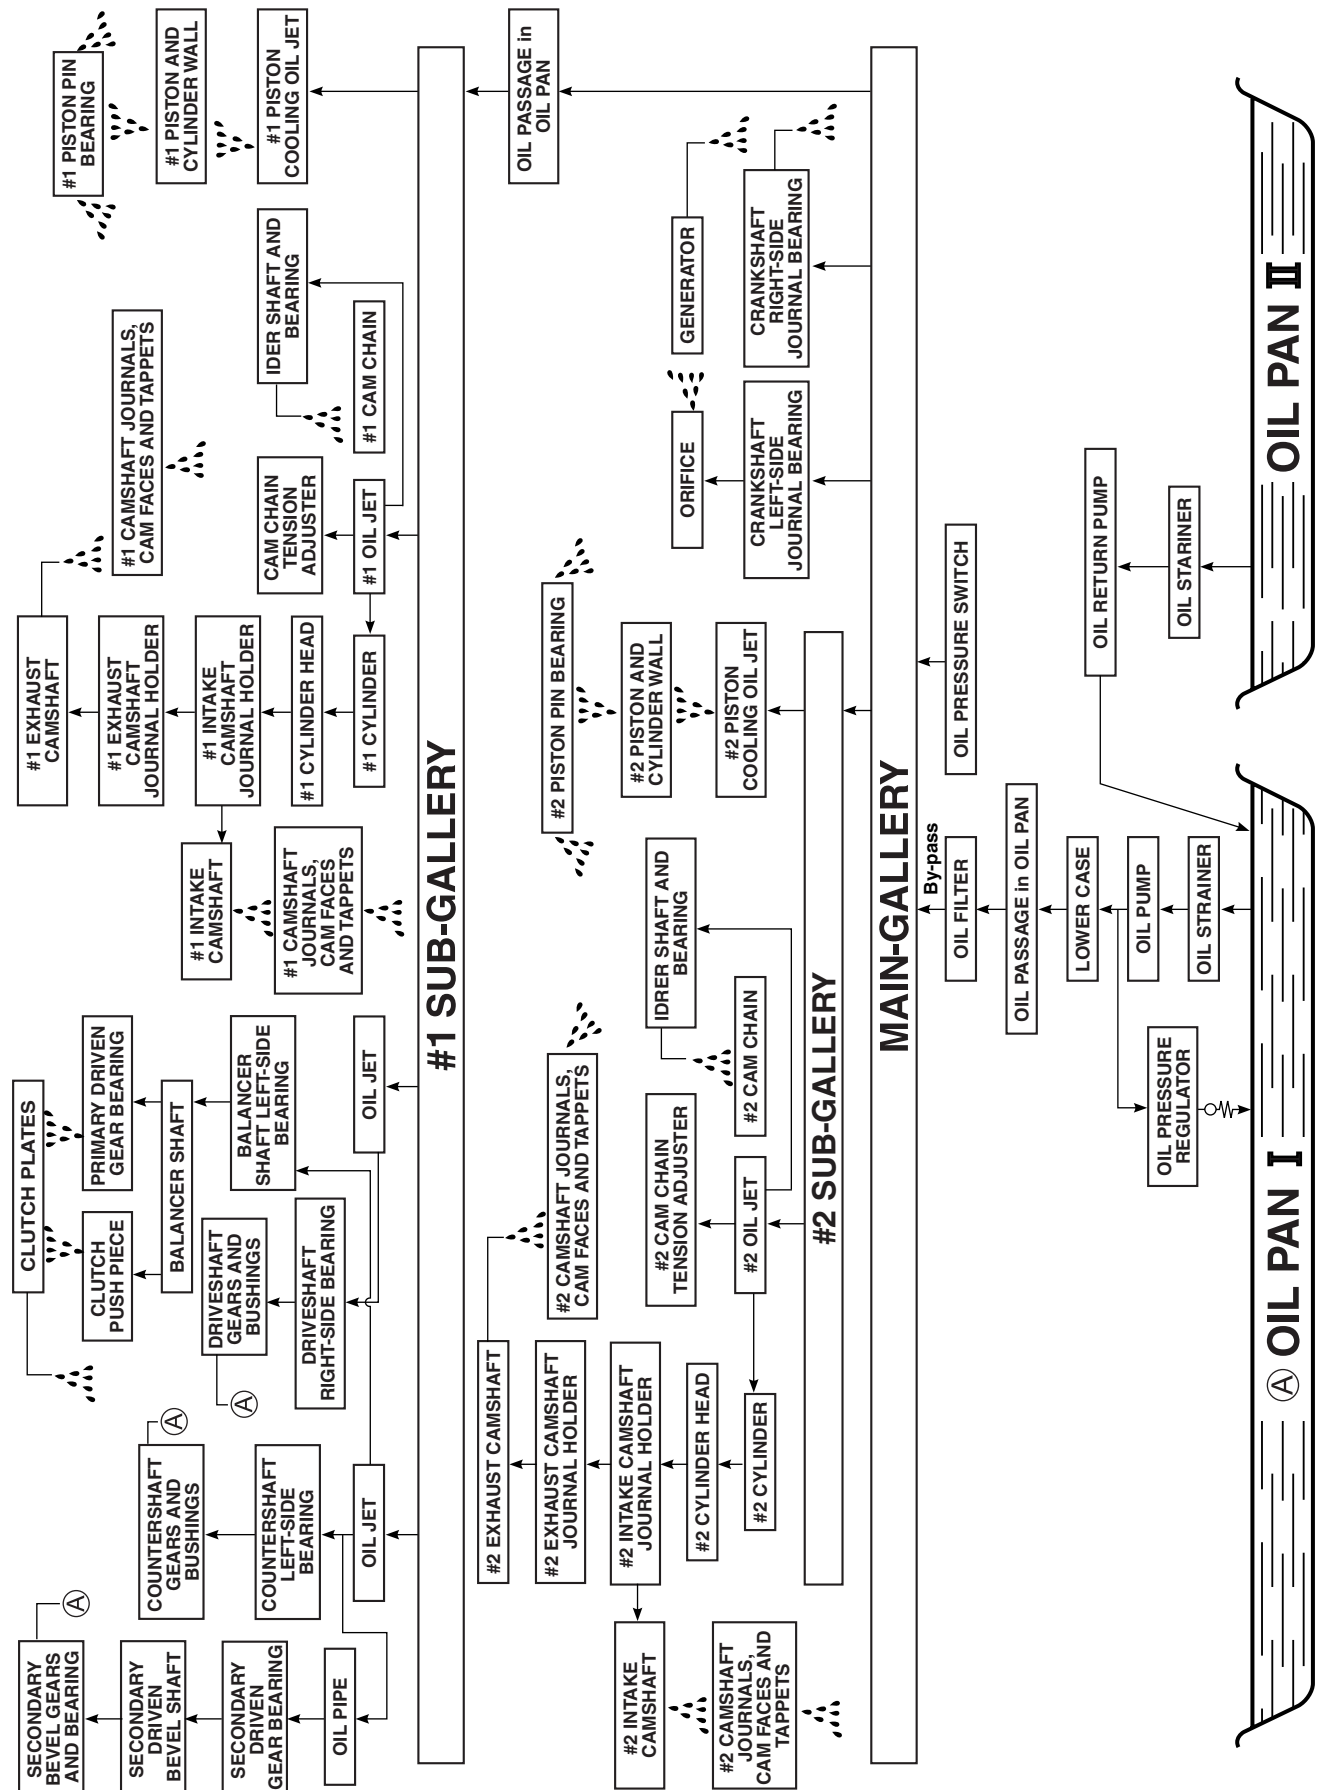 #1 PISTON PIN
BEARING
#1 PISTON AND
CYLINDER WALL
#1 PISTON
COOLING OIL JET
IDER SHAFT AND
BEARING
#1 CAM CHAIN
#1 CAMSHAFT JOURNALS,
CAM FACES AND TAPPETS
CAM CHAIN
TENSION
ADJUSTER
#1 OIL JET
#1 EXHAUST
CAMSHAFT
#1 EXHAUST
CAMSHAFT
JOURNAL HOLDER
#1 INTAKE
CAMSHAFT
JOURNAL HOLDER
#1 CYLINDER HEAD
#1 CYLINDER
#1 INTAKE
CAMSHAFT
#1 CAMSHAFT
JOURNALS,
CAM FACES
AND TAPPETS
CLUTCH PLATES
PRIMARY DRIVEN
GEAR BEARING
CLUTCH
PUSH PIECE
BALANCER SHAFT
BALANCER
SHAFT LEFT-SIDE
BEARING
OIL JET
DRIVESHAFT
GEARS AND
BUSHINGS
A
DRIVESHAFT
RIGHT-SIDE BEARING
A
COUNTERSHAFT
GEARS AND
BUSHINGS
COUNTERSHAFT
LEFT-SIDE
BEARING
OIL JET
A
SECONDARY
BEVEL GEARS
AND BEARING
SECONDARY
DRIVEN
BEVEL SHAFT
SECONDARY
DRIVEN
GEAR BEARING
OIL PIPE
#1 SUB-GALLERY
OIL PASSAGE in
OIL PAN
GENERATOR
CRANKSHAFT
RIGHT-SIDE
JOURNAL BEARING
ORIFICE
CRANKSHAFT
LEFT-SIDE
JOURNAL BEARING
#2 PISTON PIN BEARING
#2 PISTON AND
CYLINDER WALL
#2 PISTON
COOLING OIL JET
IDRER SHAFT AND
BEARING
#2 CAM CHAIN
#2 CAMSHAFT JOURNALS,
CAM FACES AND TAPPETS
#2 CAM CHAIN
TENSION ADJUSTER
#2 OIL JET
#2 EXHAUST CAMSHAFT
#2 EXHAUST CAMSHAFT
JOURNAL HOLDER
#2 INTAKE CAMSHAFT
JOURNAL HOLDER
#2 CYLINDER HEAD
#2 CYLINDER
#2 INTAKE
CAMSHAFT
#2 CAMSHAFT
JOURNALS,
CAM FACES AND
TAPPETS
#2 SUB-GALLERY
MAIN-GALLERY
By-pass
OIL PRESSURE SWITCH
OIL FILTER
OIL PASSAGE in OIL PAN
LOWER CASE
OIL PUMP
OIL STRAINER
OIL PRESSURE
REGULATOR
OIL RETURN PUMP
OIL STARINER
A OIL PAN I
OIL PAN II